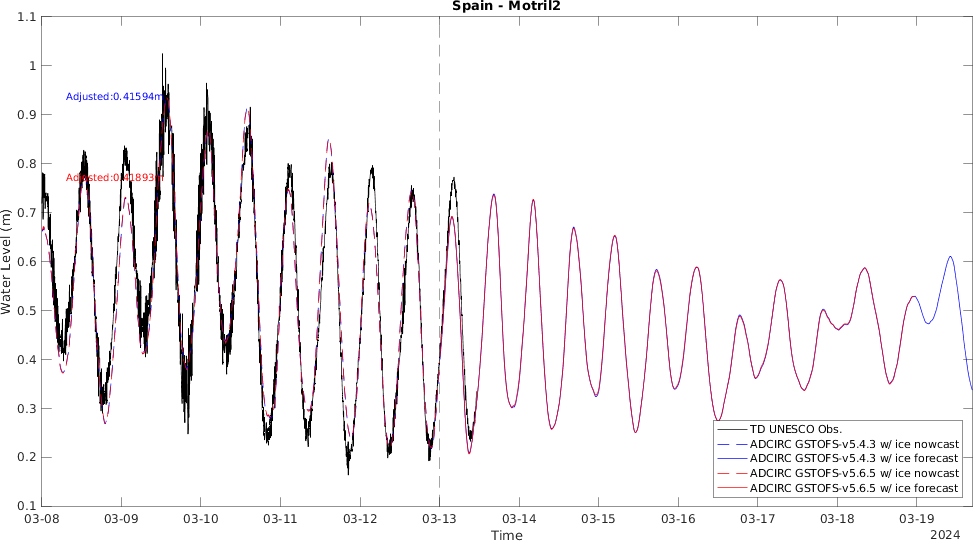 Spain - Motril2
1.1
1
0.9
0.8
0.7
0.6
0.5
0.4
0.3
0.2
0.1
Water Level (m)
Adjusted:0.41594m
Adjusted:0.41893m
TD UNESCO Obs.
ADCIRC GSTOFS-v5.4.3 w/ ice nowcast
ADCIRC GSTOFS-v5.4.3 w/ ice forecast
ADCIRC GSTOFS-v5.6.5 w/ ice nowcast
ADCIRC GSTOFS-v5.6.5 w/ ice forecast
03-08 03-09 03-10 03-11 03-12 03-13 03-14 03-15 03-16 03-17 03-18 03-19
Time
2024